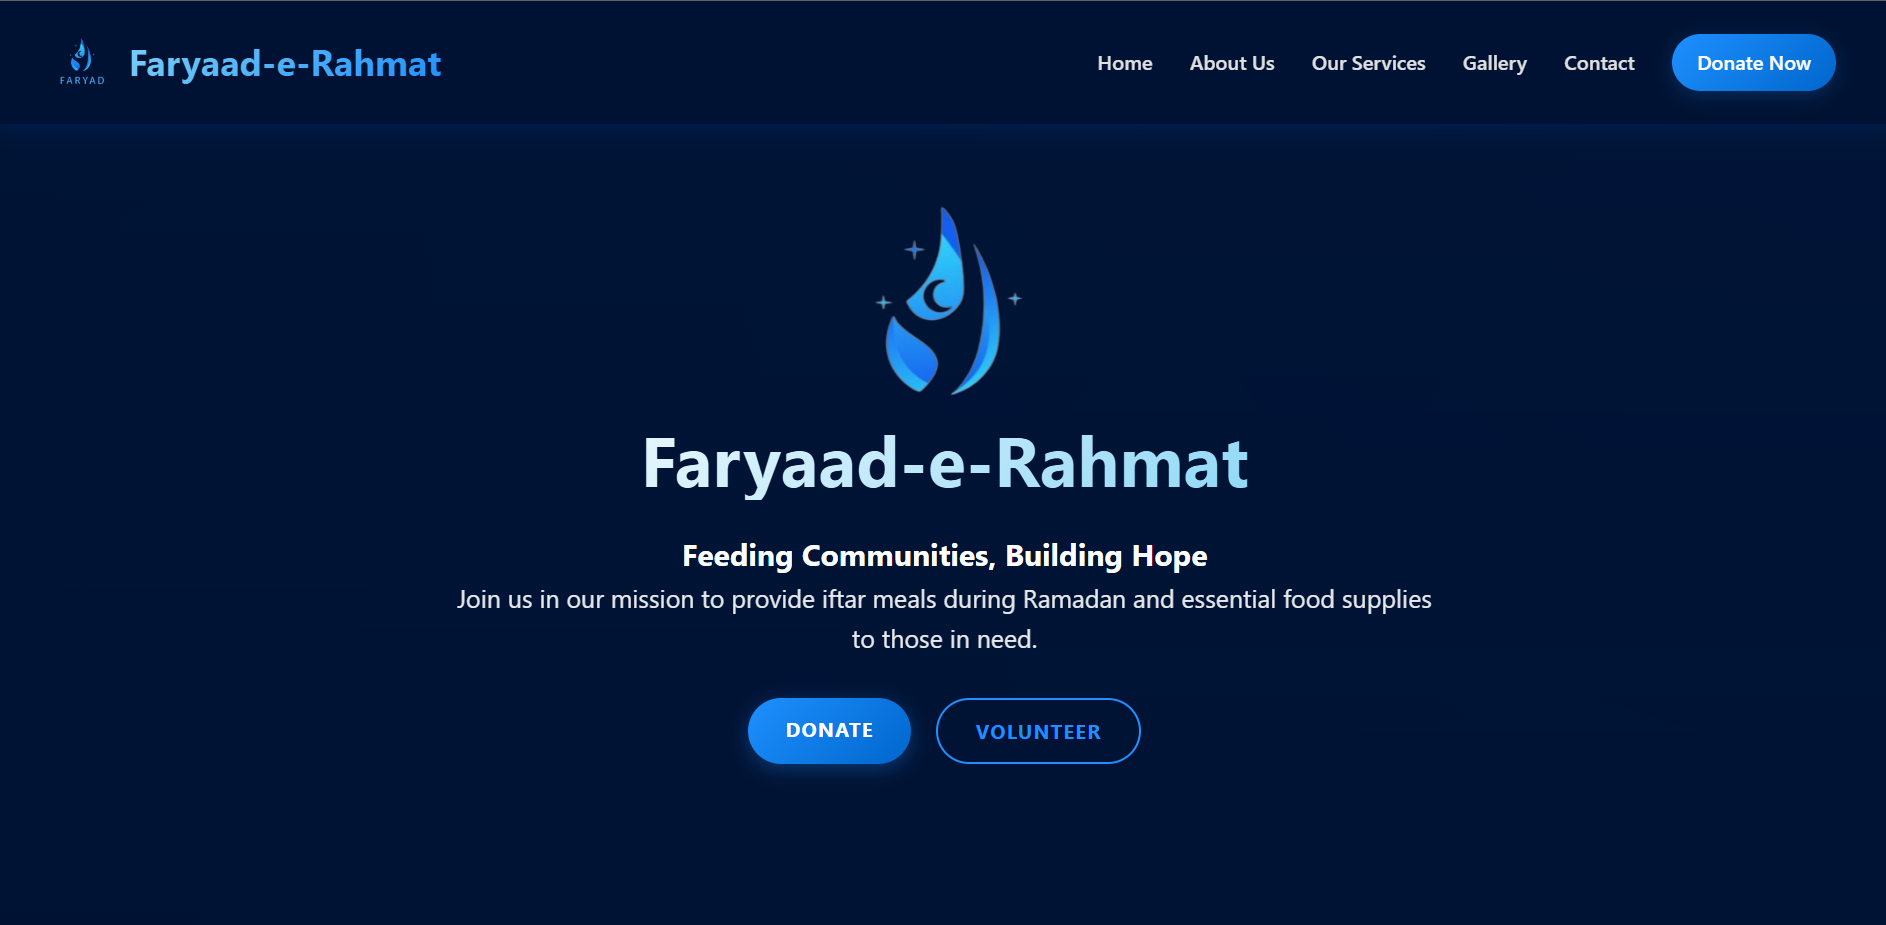 FARYAD
Faryaad-e-Rahmat
Home
About Us
Our Services
Gallery
Contact
Donate Now
Faryaad-e-Rahmat
Feeding Communities, Building Hope
Join us in our mission to provide iftar meals during Ramadan and essential food supplies
to those in need.
DONATE
VOLUNTEER